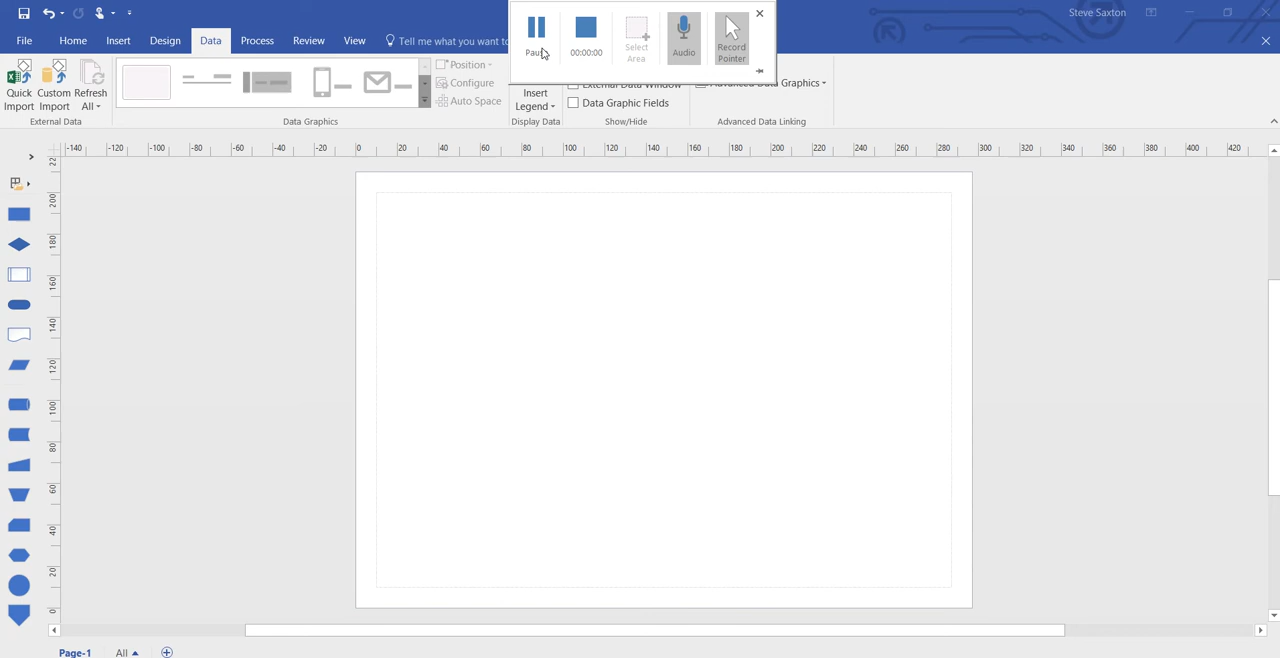 Steve Saxton
File Home Insert Design Data Process Review View Tell me what you want to
Pause 00:00:00 Select Area Audio Record Pointer
Quick Import
Custom Import
Refresh All
External Data
Data Graphics
Position
Configure
Auto Space
Insert Legend
Display Data
External Data Window
Data Graphic Fields
Show/Hide
Advanced Data Graphics
Advanced Data Linking
-140 -120 -100 -80 -60 -40 -20 0 20 40 60 80 100 120 140 160 180 200 220 240 260 280 300 320 340 360 380 400 420
22
200
180
160
140
120
100
80
60
40
20
0
Page-1 All